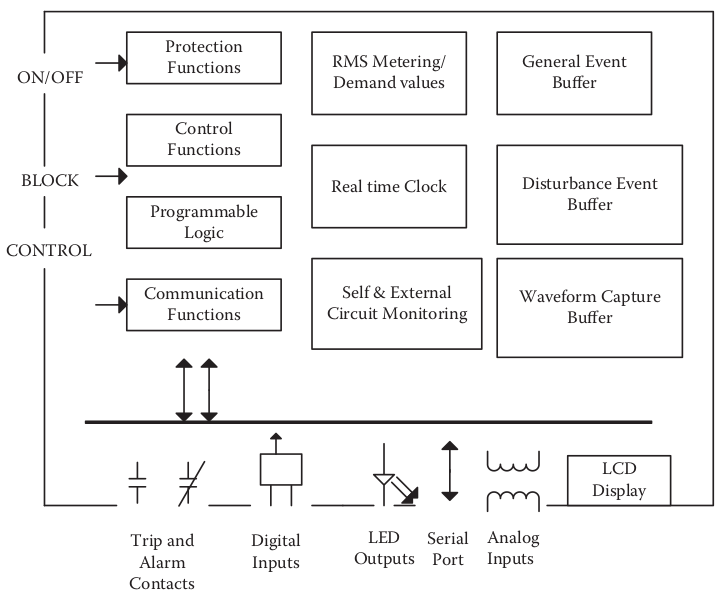 ON/OFF
BLOCK
CONTROL
Protection
Functions
Control
Functions
Programmable
Logic
Communication
Functions
RMS Metering/
Demand values
Real time Clock
Self & External
Circuit Monitoring
General Event
Buffer
Disturbance Event
Buffer
Waveform Capture
Buffer
LCD
Display
Trip and
Alarm
Contacts
Digital
Inputs
LED
Outputs
Serial
Port
Analog
Inputs